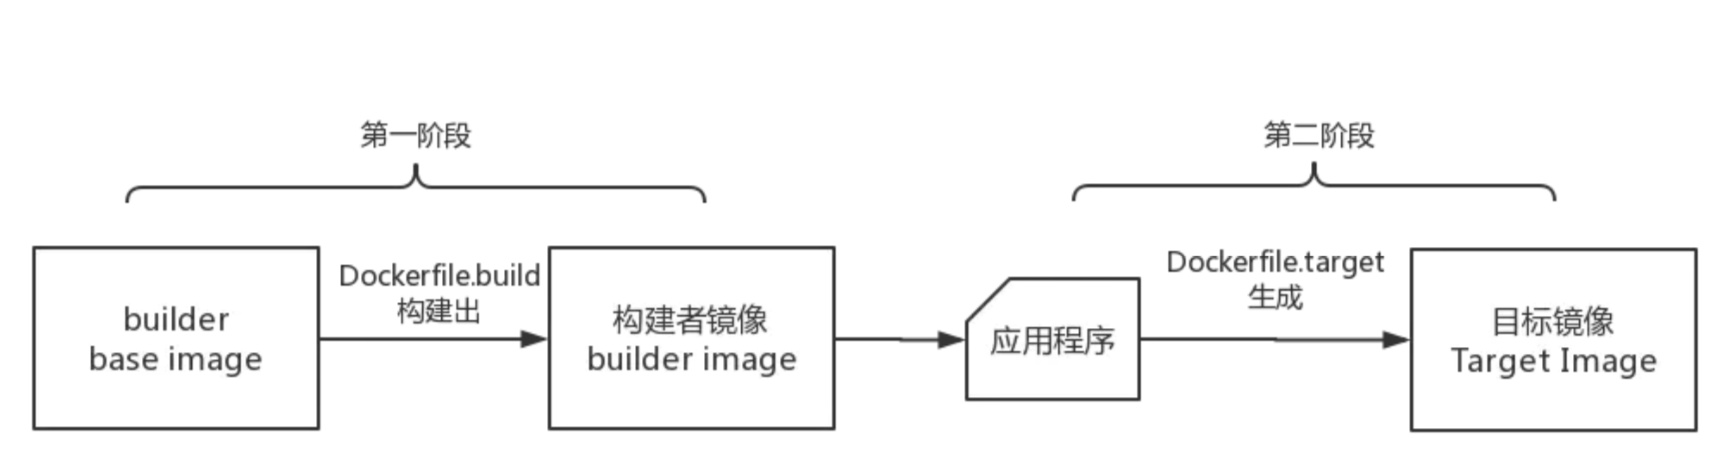 第一阶段
第二阶段
builder
base image
Dockerfile.build
构建出
构建者镜像
builder image
应用程序
Dockerfile.target
生成
目标镜像
Target Image